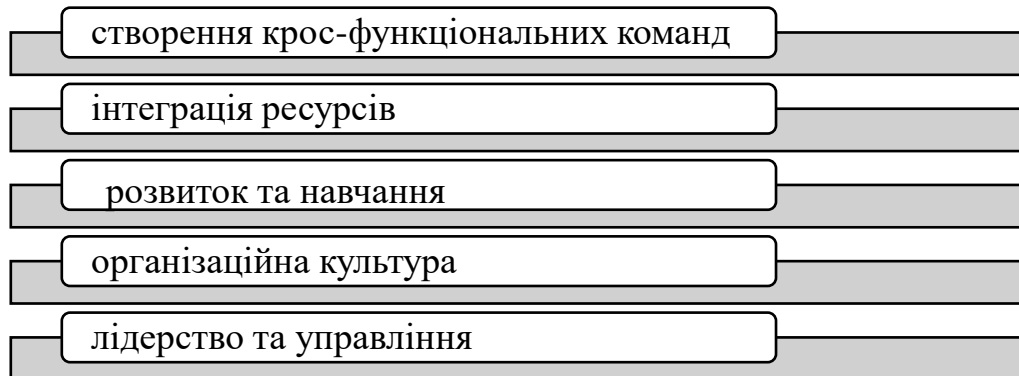 створення крос-функціональних команд
інтеграція ресурсів
розвиток та навчання
організаційна культура
лідерство та управління